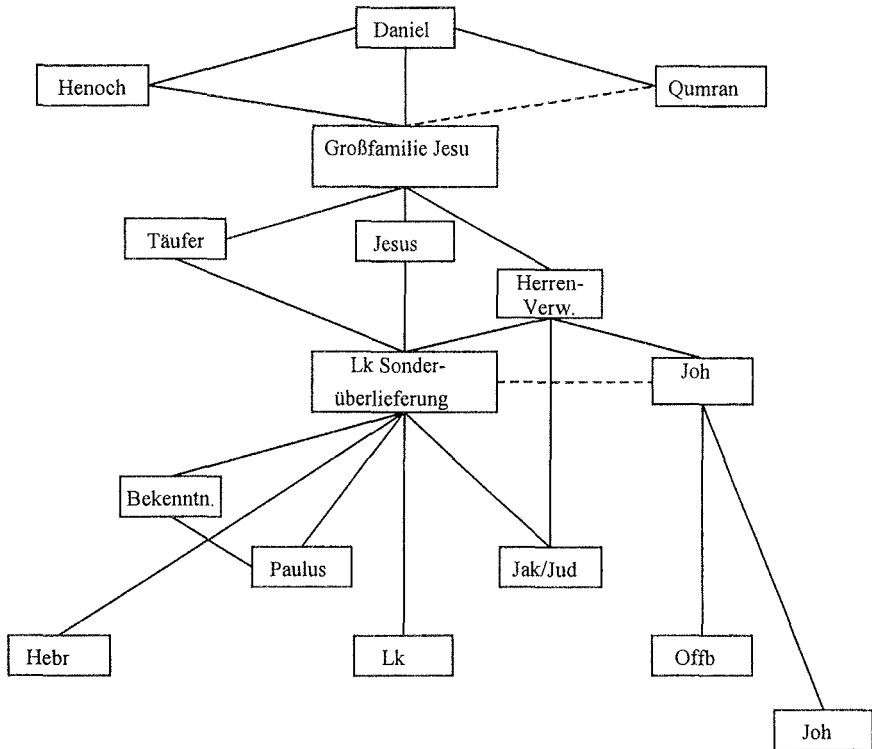 Daniel
Henoch
Qumran
Großfamilie Jesu
Täufer
Jesus
Herren-
Verw.
Lk Sonder-
überlieferung
Joh
Bekenntn.
Paulus
Jak/Jud
Hebr
Lk
Offb
Joh